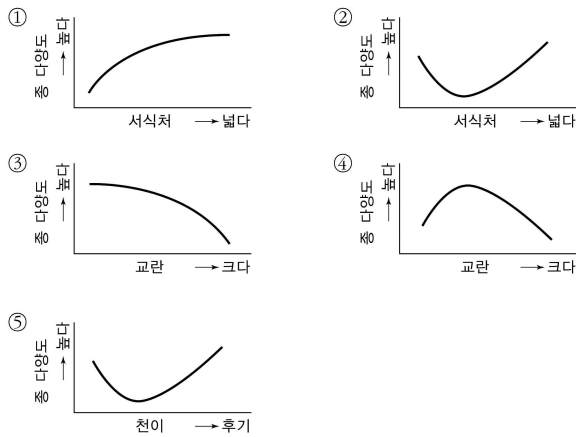 ①
종 다양도 → 높다
서식처 → 넓다
②
종 다양도 → 높다
서식처 → 넓다
③
종 다양도 → 높다
교란 → 크다
④
종 다양도 → 높다
교란 → 크다
⑤
종 다양도 → 높다
천이 → 후기